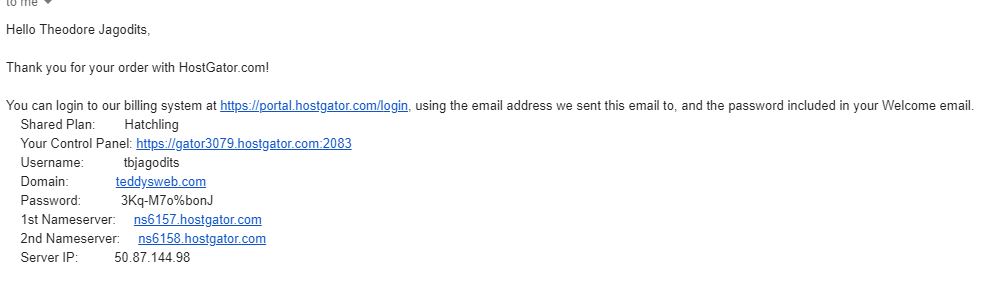 to me
Hello Theodore Jagodits,
Thank you for your order with HostGator.com!
You can login to our billing system at https://portal.hostgator.com/login, using the email address we sent this email to, and the password included in your Welcome email.
Shared Plan: Hatchling
Your Control Panel: https://gator3079.hostgator.com:2083
Username: tbjagodits
Domain: teddysweb.com
Password: 3Kq-M7o%bonJ
1st Nameserver: ns6157.hostgator.com
2nd Nameserver: ns6158.hostgator.com
Server IP: 50.87.144.98